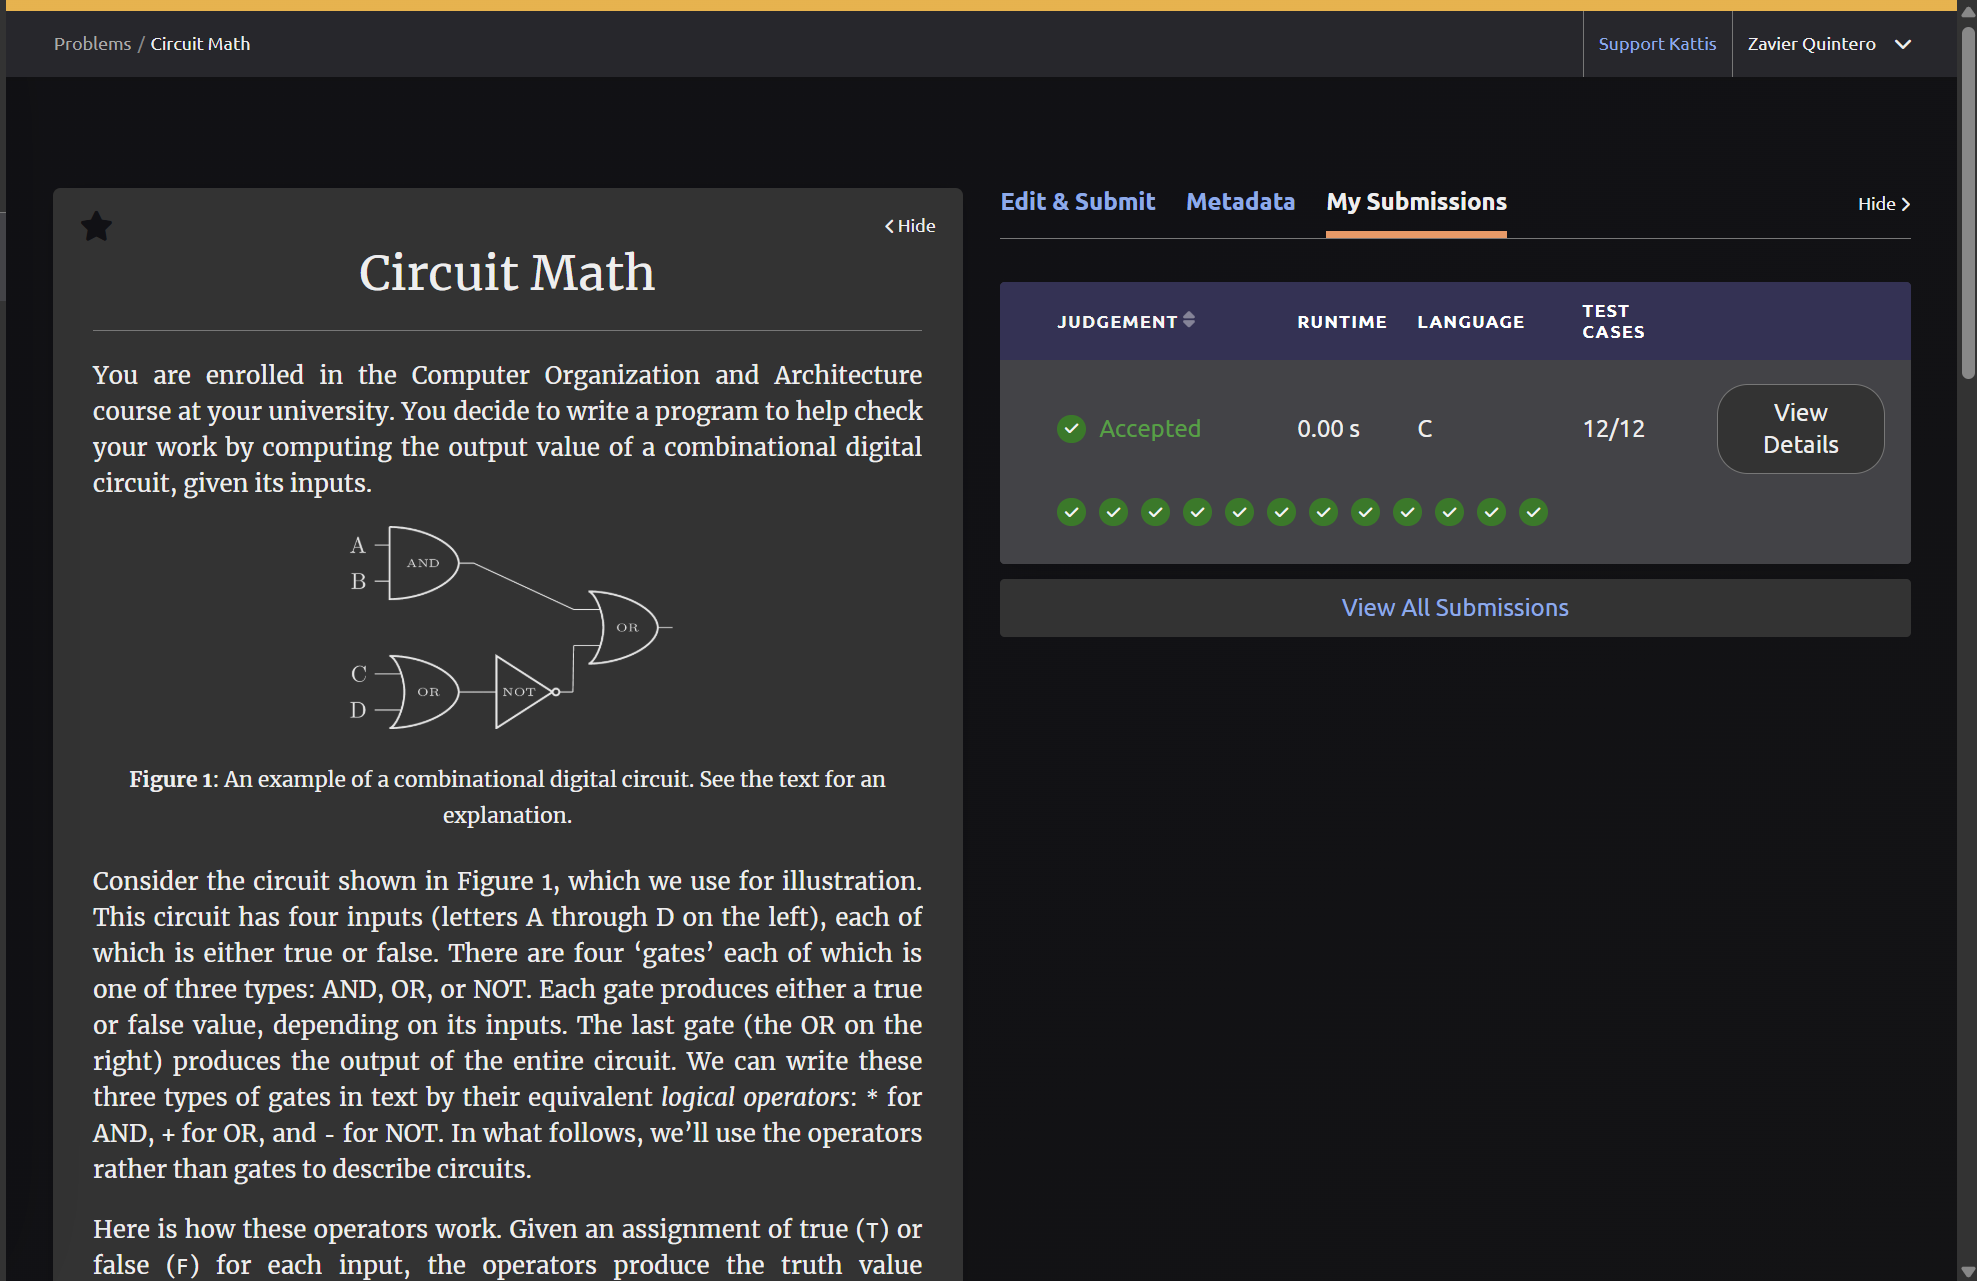 Problems / Circuit Math
Support Kattis
Zavier Quintero
Hide
Circuit Math
You are enrolled in the Computer Organization and Architecture
course at your university. You decide to write a program to help check
your work by computing the output value of a combinational digital
circuit, given its inputs.
A
B
AND
OR
C
D
OR
NOT
Figure 1: An example of a combinational digital circuit. See the text for an
explanation.
Consider the circuit shown in Figure 1, which we use for illustration.
This circuit has four inputs (letters A through D on the left), each of
which is either true or false. There are four ‘gates’ each of which is
one of three types: AND, OR, or NOT. Each gate produces either a true
or false value, depending on its inputs. The last gate (the OR on the
right) produces the output of the entire circuit. We can write these
three types of gates in text by their equivalent logical operators: * for
AND, + for OR, and - for NOT. In what follows, we’ll use the operators
rather than gates to describe circuits.
Here is how these operators work. Given an assignment of true (T) or
false (F) for each input, the operators produce the truth value
Edit & Submit
Metadata
My Submissions
Hide
JUDGEMENT
RUNTIME
LANGUAGE
TEST
CASES
Accepted
0.00 s
C
12/12
View
Details
View All Submissions